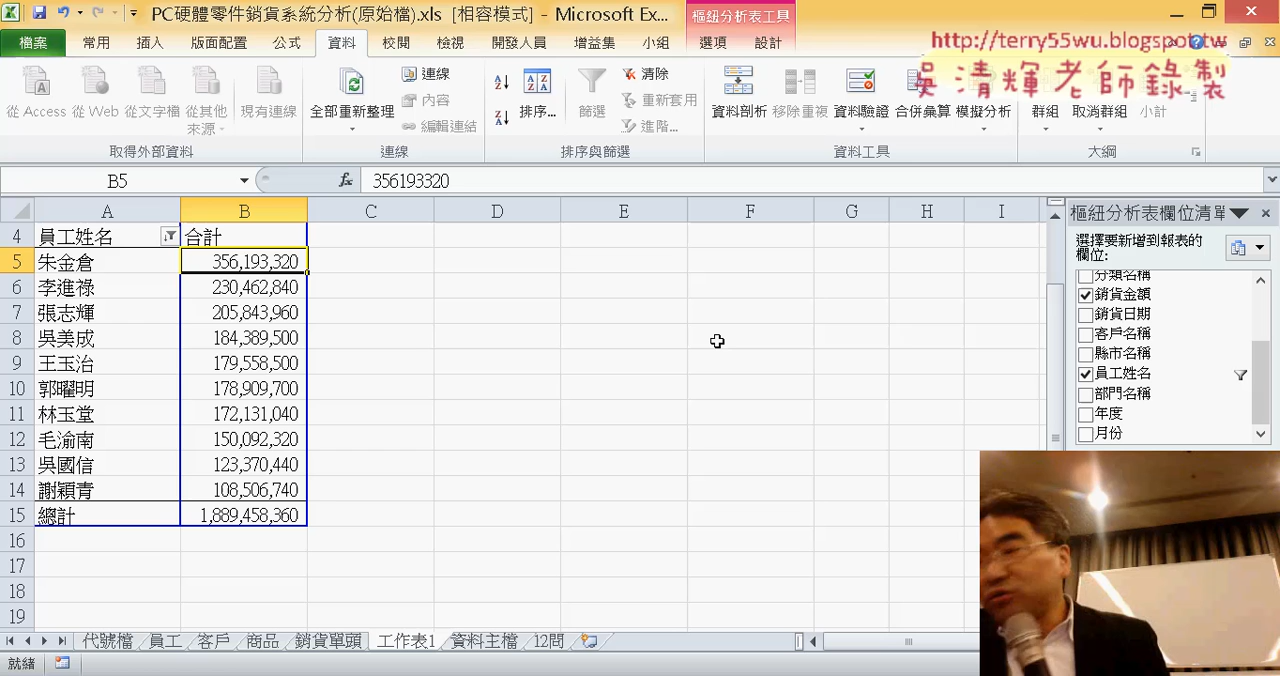 PC硬體零件銷貨系統分析(原始檔).xls [相容模式] - Microsoft Ex...
樞紐分析表工具
檔案 常用 插入 版面配置 公式 資料 校閱 檢視 開發人員 增益集 小組 選項 設計
http://terry55wu.blogspot.tw
吳清輝老師錄製
從 Access 從 Web 從文字檔 從其他來源 現有連線
取得外部資料
全部重新整理 連線 內容 編輯連結
連線
排序... 篩選 清除 重新套用 進階...
排序與篩選
資料剖析 移除重複 資料驗證 合併彙算 模擬分析
資料工具
群組 取消群組 小計
大綱
B5 fx 356193320
A B C D E F G H I
4 員工姓名 合計
5 朱金倉 356,193,320
6 李進祿 230,462,840
7 張志輝 205,843,960
8 吳美成 184,389,500
9 王玉治 179,558,500
10 郭曜明 178,909,700
11 林玉堂 172,131,040
12 毛渝南 150,092,320
13 吳國信 123,370,440
14 謝穎青 108,506,740
15 總計 1,889,458,360
16
17
18
19
樞紐分析表欄位清單
選擇要新增到報表的欄位:
分類名稱
銷貨金額
銷貨日期
客戶名稱
縣市名稱
員工姓名
部門名稱
年度
月份
代號檔 員工 客戶 商品 銷貨單頭 工作表1 資料主檔 12問
就緒